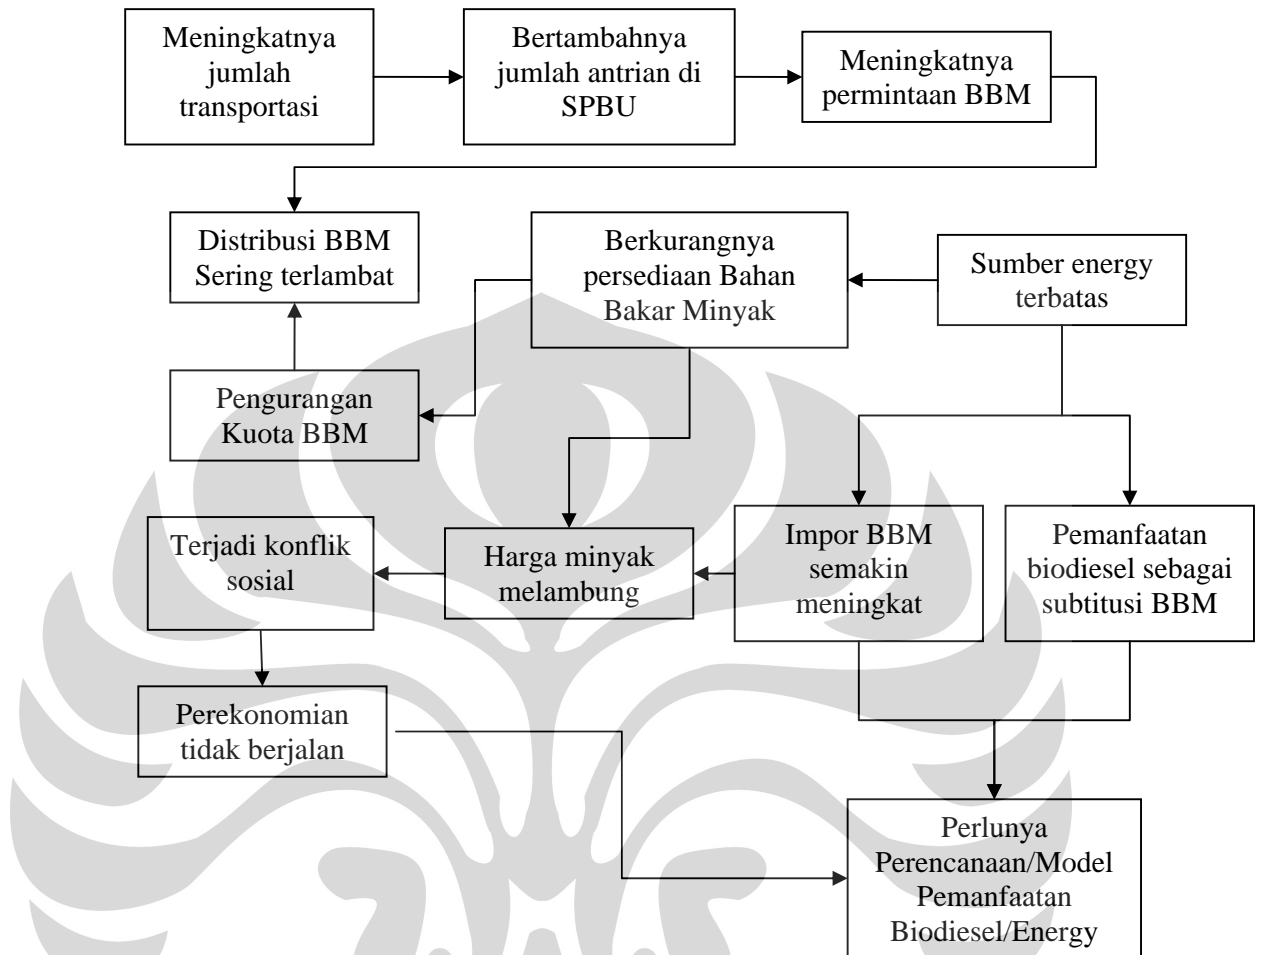 Meningkatnya
jumlah
transportasi
Bertambahnya
jumlah antrian di
SPBU
Meningkatnya
permintaan BBM
Distribusi BBM
Sering terlambat
Berkurangnya
persediaan Bahan
Bakar Minyak
Sumber energy
terbatas
Pengurangan
Kuota BBM
Terjadi konflik
sosial
Harga minyak
melambung
Impor BBM
semakin
meningkat
Pemanfaatan
biodiesel sebagai
subtitusi BBM
Perekonomian
tidak berjalan
Perlunya
Perencanaan/Model
Pemanfaatan
Biodiesel/Energy